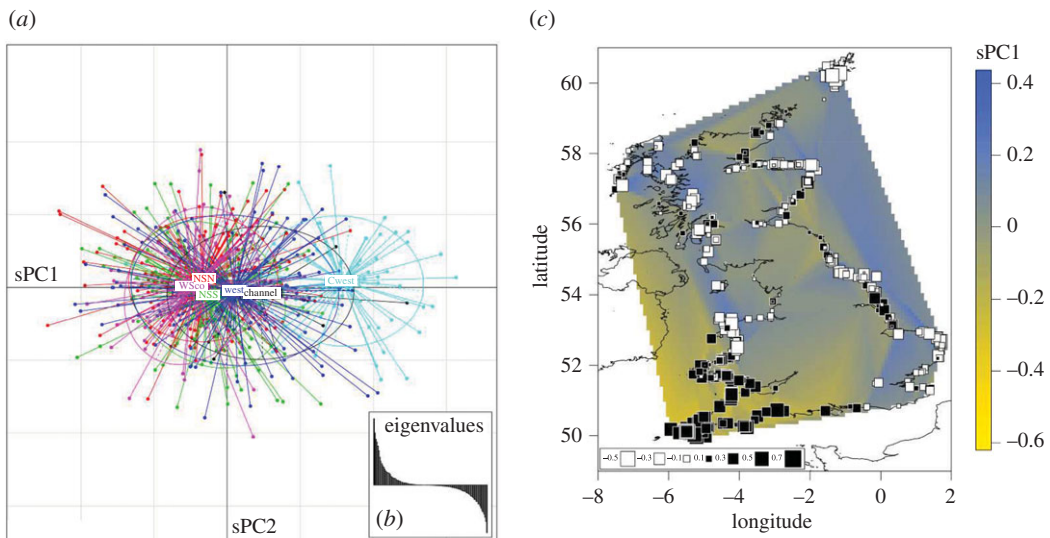 (a)
sPC1
NSN
WSco
NSS
west
channel
Cwest
eigenvalues
(b)
sPC2
(c)
sPC1
latitude
60
58
56
54
52
50
0.4
0.2
0
−0.2
−0.4
−0.6
−0.5 −0.3 −0.1 0.1 0.3 0.5 0.7
−8 −6 −4 −2 0 2
longitude